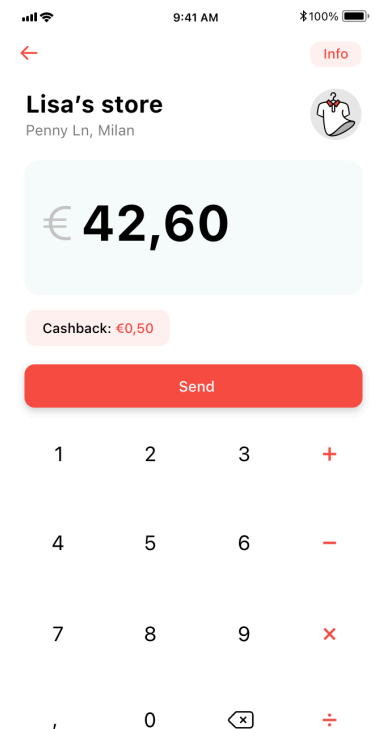 9:41 AM 100%
Info
Lisa’s store
Penny Ln, Milan
€ 42,60
Cashback: €0,50
Send
1 2 3 +
4 5 6 −
7 8 9 ×
, 0 ÷